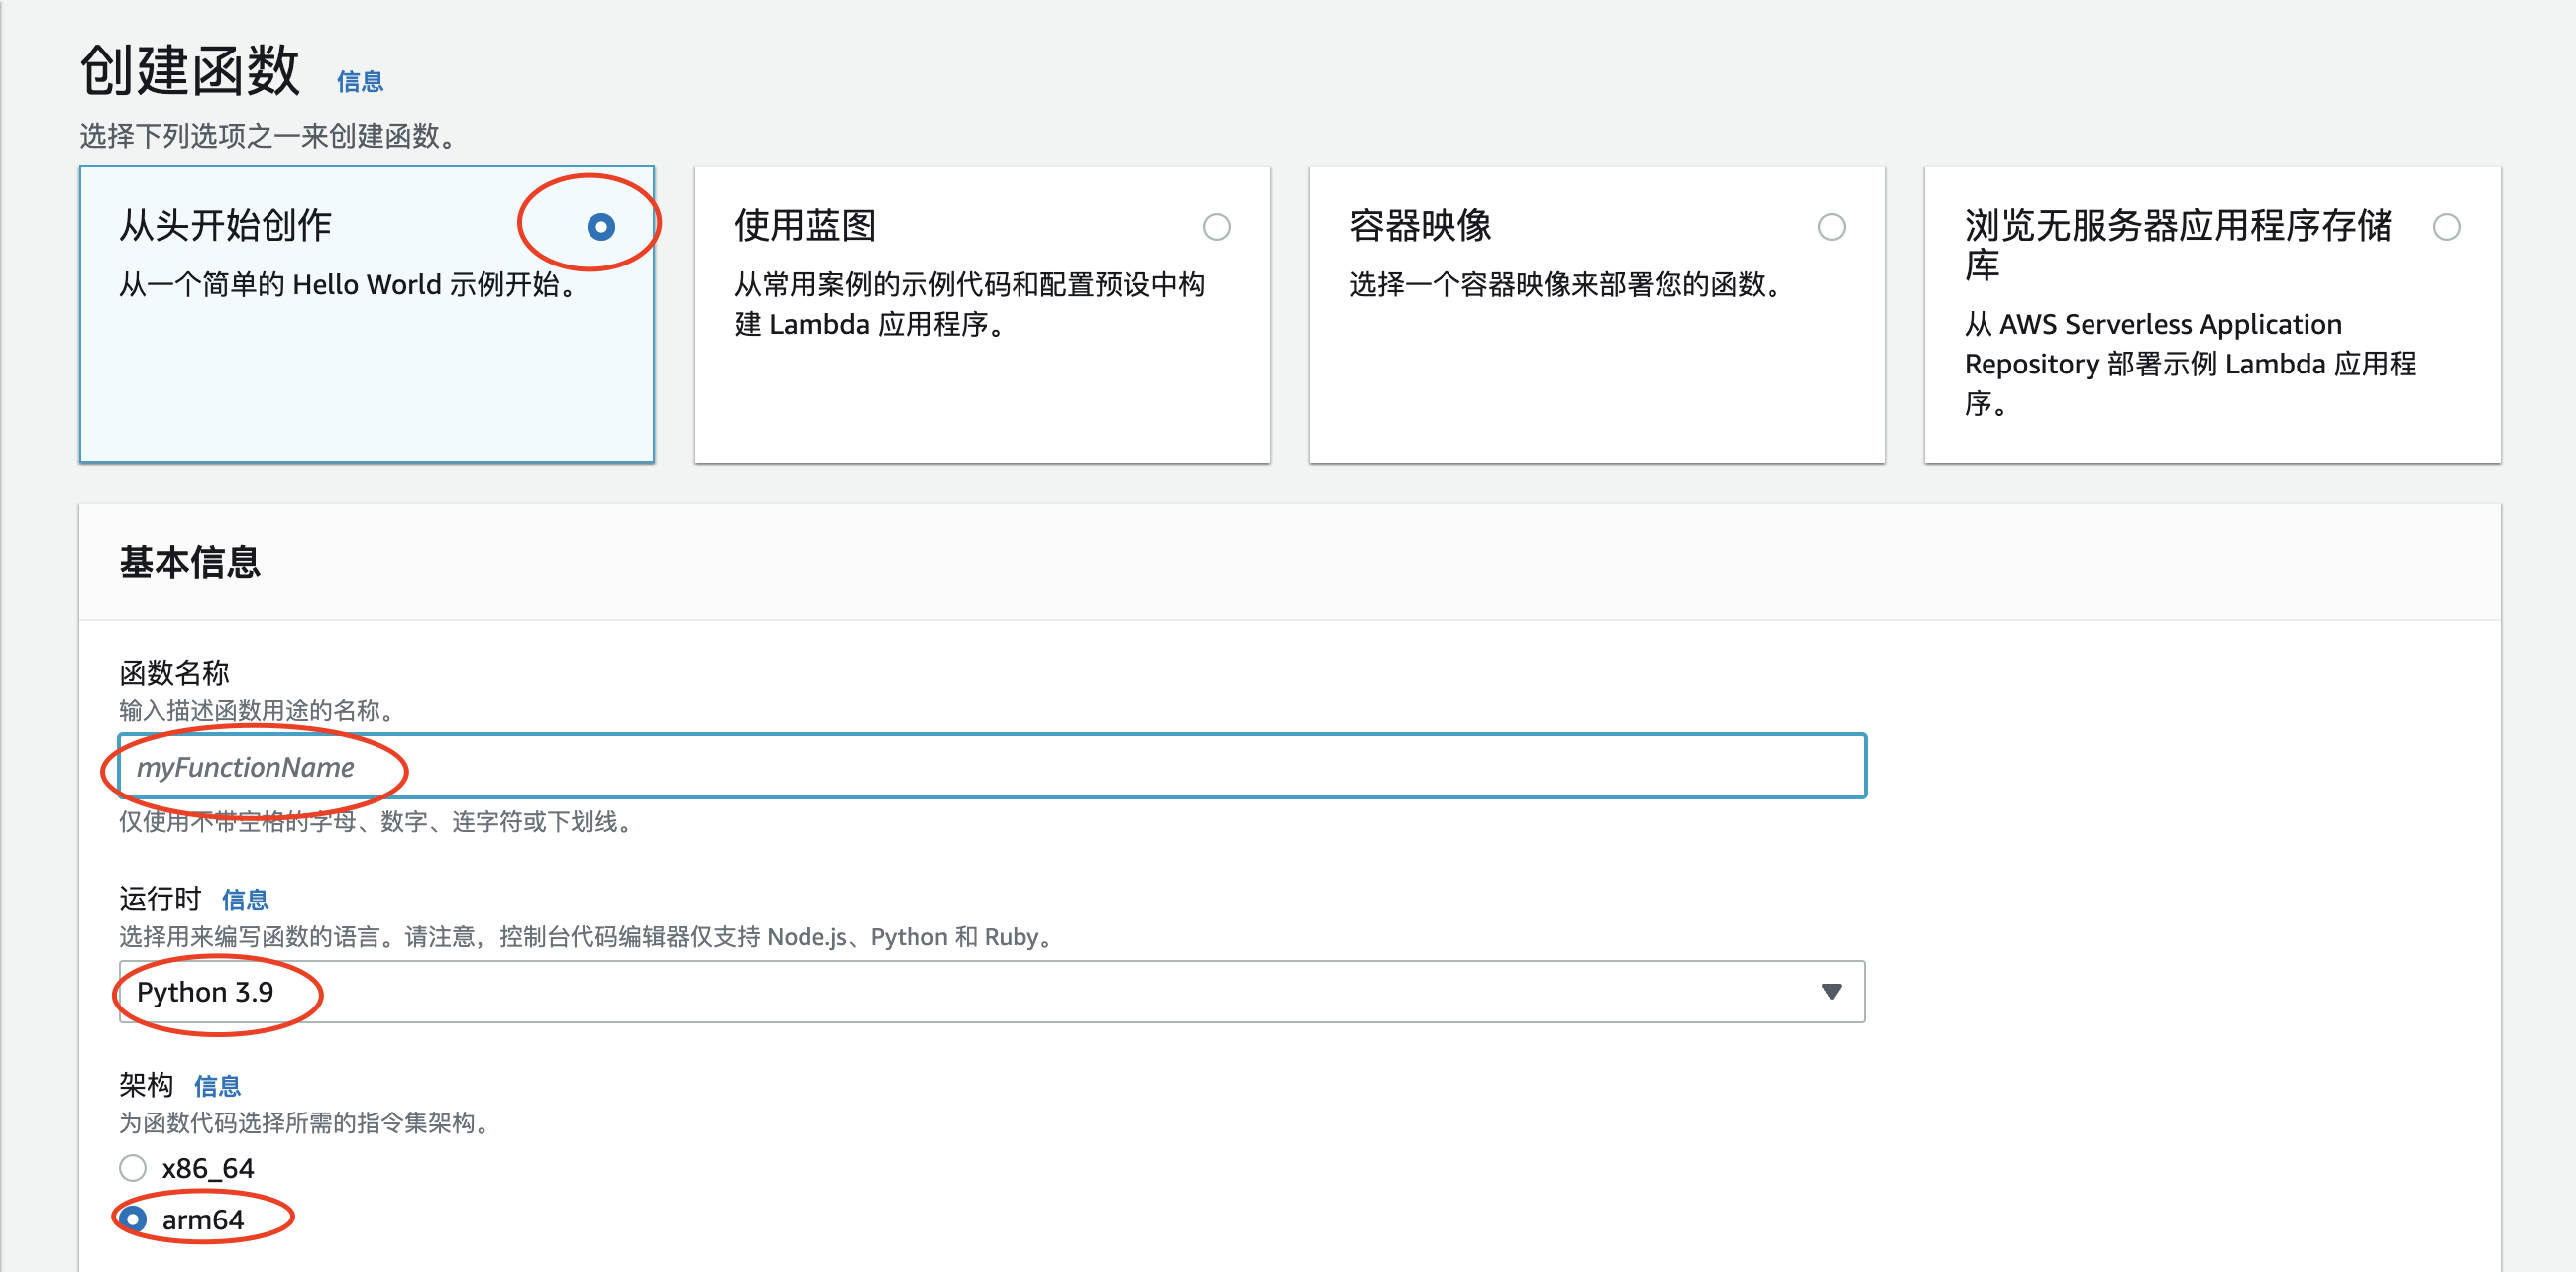 创建函数 信息
选择下列选项之一来创建函数。
从头开始创作
从一个简单的 Hello World 示例开始。
使用蓝图
从常用案例的示例代码和配置预设中构
建 Lambda 应用程序。
容器映像
选择一个容器映像来部署您的函数。
浏览无服务器应用程序存储
库
从 AWS Serverless Application
Repository 部署示例 Lambda 应用程
序。
基本信息
函数名称
输入描述函数用途的名称。
myFunctionName
仅使用不带空格的字母、数字、连字符或下划线。
运行时 信息
选择用来编写函数的语言。请注意，控制台代码编辑器仅支持 Node.js、Python 和 Ruby。
Python 3.9
架构 信息
为函数代码选择所需的指令集架构。
x86_64
arm64